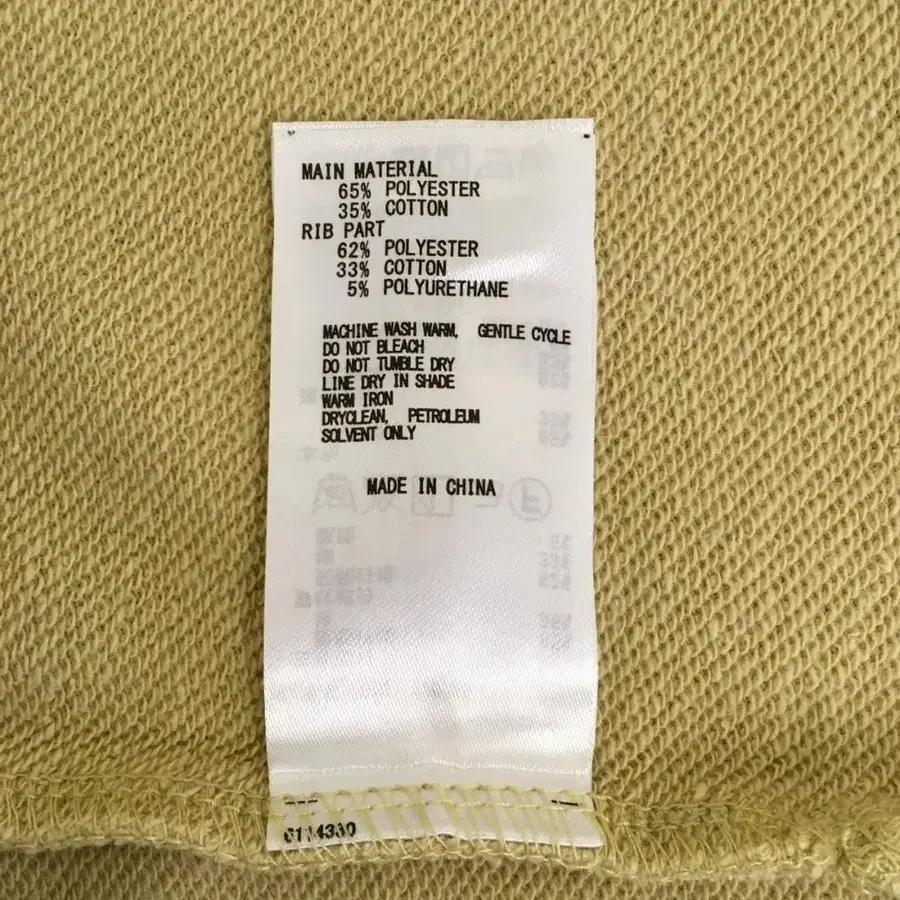 MAIN MATERIAL
65% POLYESTER
35% COTTON
RIB PART
62% POLYESTER
33% COTTON
5% POLYURETHANE
MACHINE WASH WARM, GENTLE CYCLE
DO NOT BLEACH
DO NOT TUMBLE DRY
LINE DRY IN SHADE
WARM IRON
DRYCLEAN, PETROLEUM
SOLVENT ONLY
MADE IN CHINA